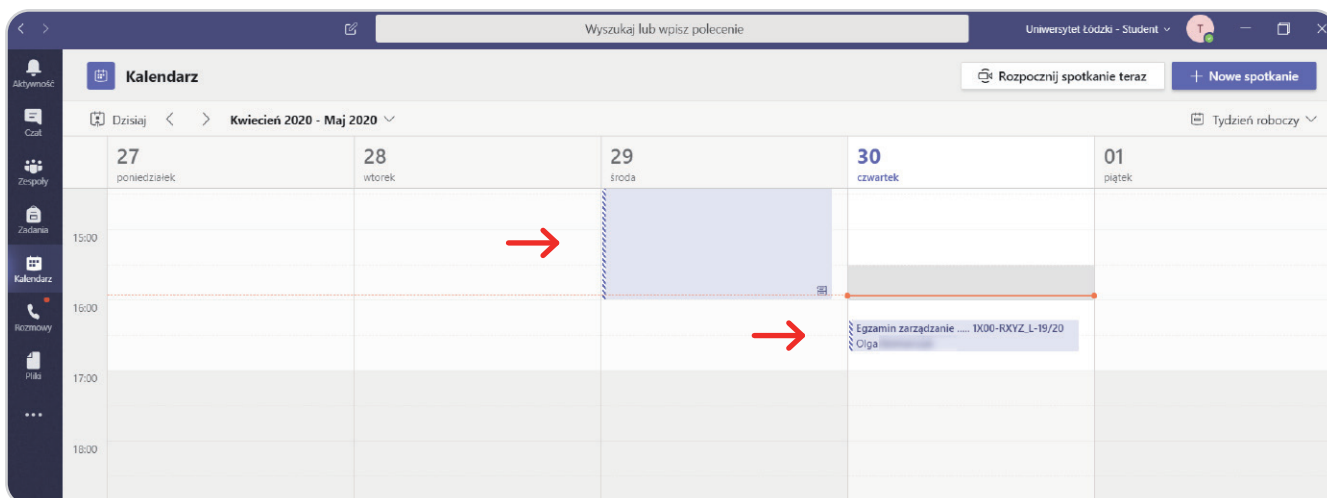 Wyszukaj lub wpisz polecenie
Uniwersytet Łódzki - Student
T
Aktywność
Czat
Zespoły
Zadania
Kalendarz
Rozmowy
Pliki
Kalendarz
Rozpocznij spotkanie teraz
+ Nowe spotkanie
Dzisiaj
Kwiecień 2020 - Maj 2020
Tydzień roboczy
27
poniedziałek
28
wtorek
29
środa
30
czwartek
01
piątek
15:00
16:00
17:00
18:00
Egzamin zarządzanie ..... 1X00-RXYZ_L-19/20
Olga